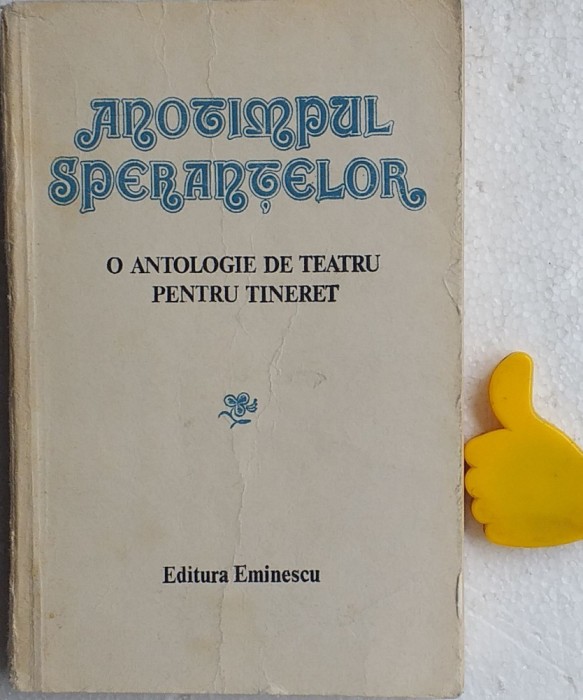 ANOTIMPUL
SPERANȚELOR
O ANTOLOGIE DE TEATRU
PENTRU TINERET
Editura Eminescu